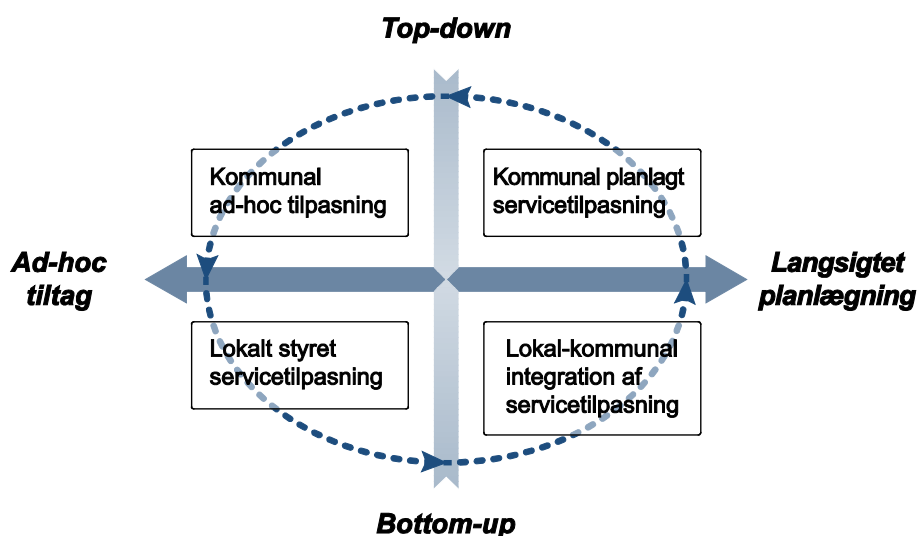 Top-down
Kommunal
ad-hoc tilpasning
Kommunal planlagt
servicetilpasning
Ad-hoc
tiltag
Langsigtet
planlægning
Lokalt styret
servicetilpasning
Lokal-kommunal
integration af
servicetilpasning
Bottom-up